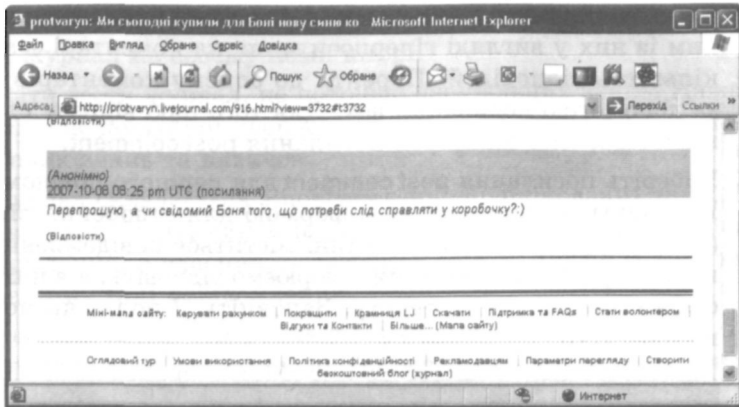 protvaryn: Ми сьогодні купили для Боні нову синю ко Microsoft Internet Explorer
Файл Правка Вигляд Обране Сервіс Довідка
Назад Пошук Обране
Адреса: http://protvaryn.livejournal.com/916.html?view=3732#t3732 Перехід Ссылки »
(Відповісти)
(Анонімно)
2007-10-08 08:25 pm UTC (посилання)
Перепрошую, а чи свідомий Боня того, що потреби слід справляти у коробочку?:)
(Відповісти)
Міні-мапа сайту: Керувати рахунком | Покращити | Крамниця LJ | Скачати | Підтримка та FAQs | Стати волонтером |
Відгуки та Контакти | Більше... (Мапа сайту)
Оглядовий тур | Умови використання | Політика конфіденційності | Рекламодавцям | Параметри перегляду | Створити
безкоштовний блог (журнал)
Интернет